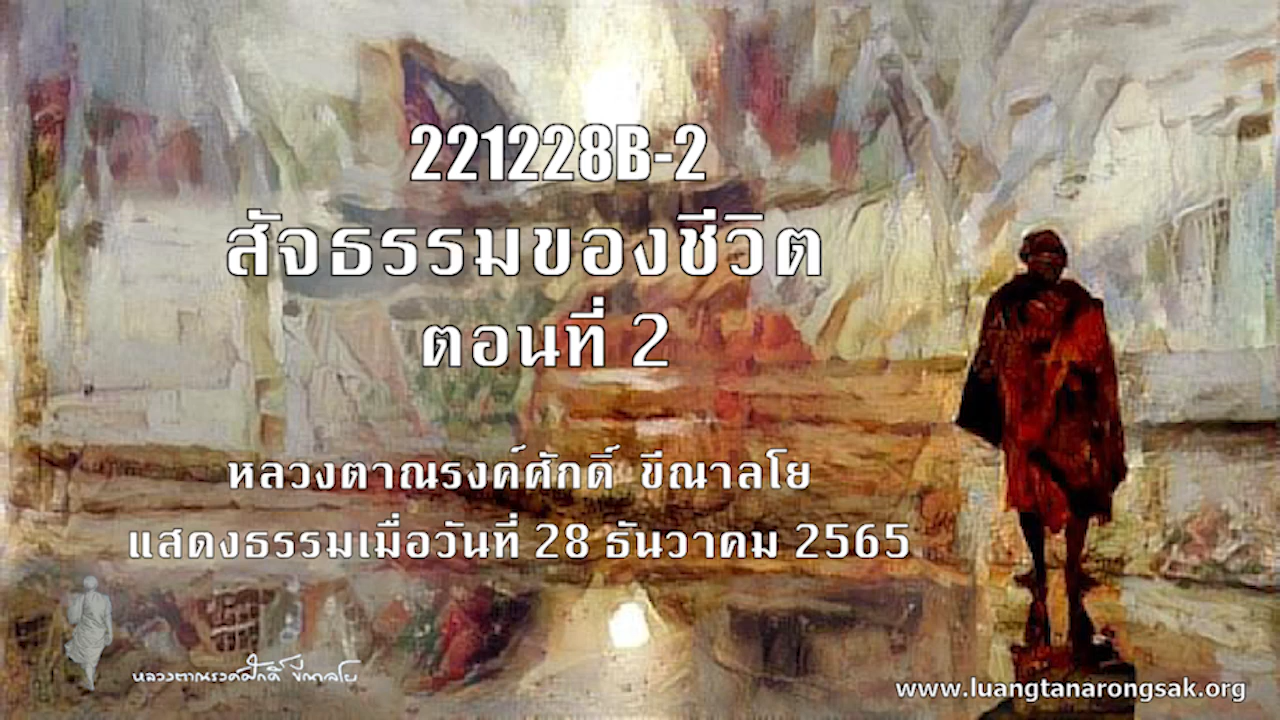 221228B-2
สัจธรรมของชีวิต
ตอนที่ 2
หลวงตาณรงค์ศักดิ์ ขีณาลโย
แสดงธรรมเมื่อวันที่ 28 ธันวาคม 2565
หลวงตาณรงค์ศักดิ์ ขีณาลโย
www.luangtanarongsak.org